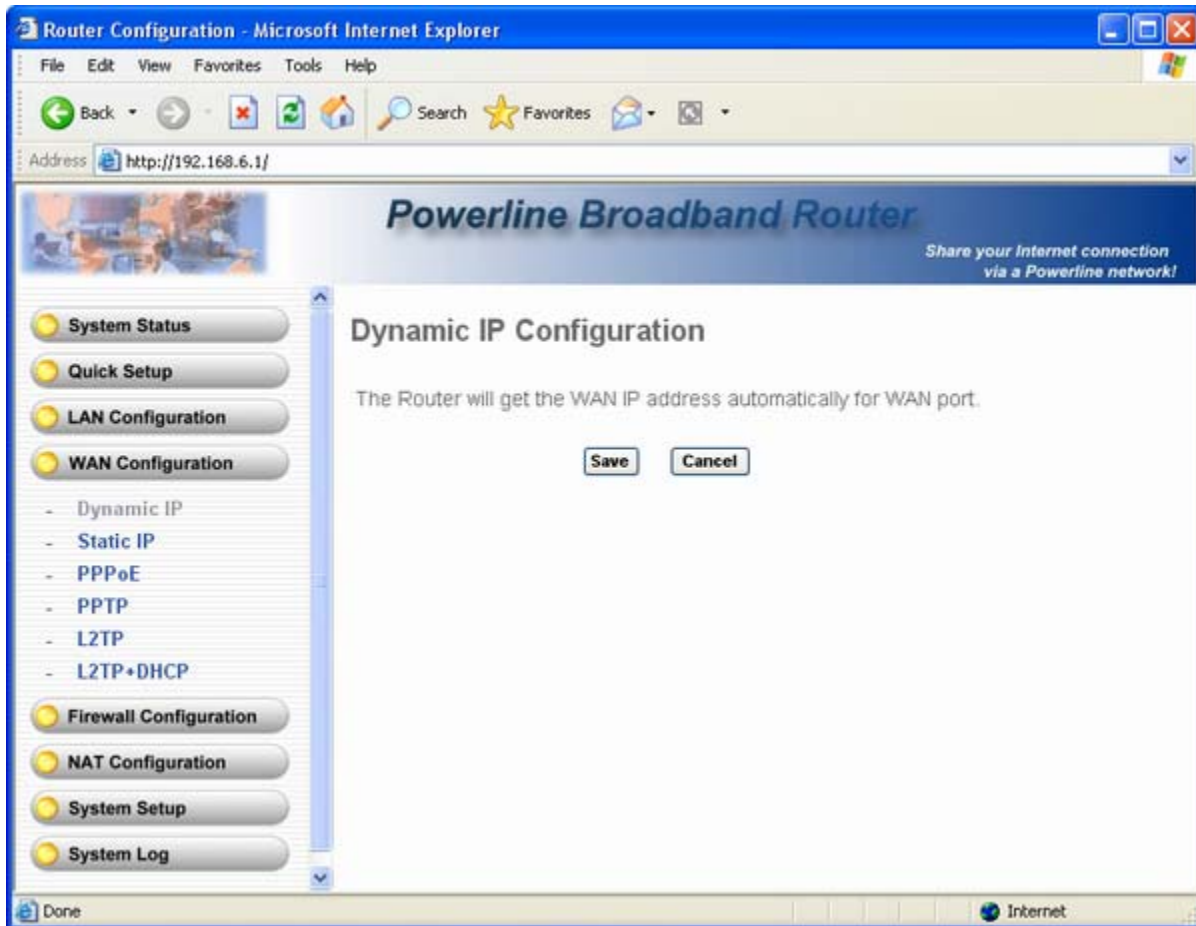 Router Configuration - Microsoft Internet Explorer
File Edit View Favorites Tools Help
Back Search Favorites
Address http://192.168.6.1/
Powerline Broadband Router
Share your Internet connection
via a Powerline network!
System Status
Quick Setup
LAN Configuration
WAN Configuration
- Dynamic IP
- Static IP
- PPPoE
- PPTP
- L2TP
- L2TP+DHCP
Firewall Configuration
NAT Configuration
System Setup
System Log
Dynamic IP Configuration
The Router will get the WAN IP address automatically for WAN port.
Save Cancel
Done Internet